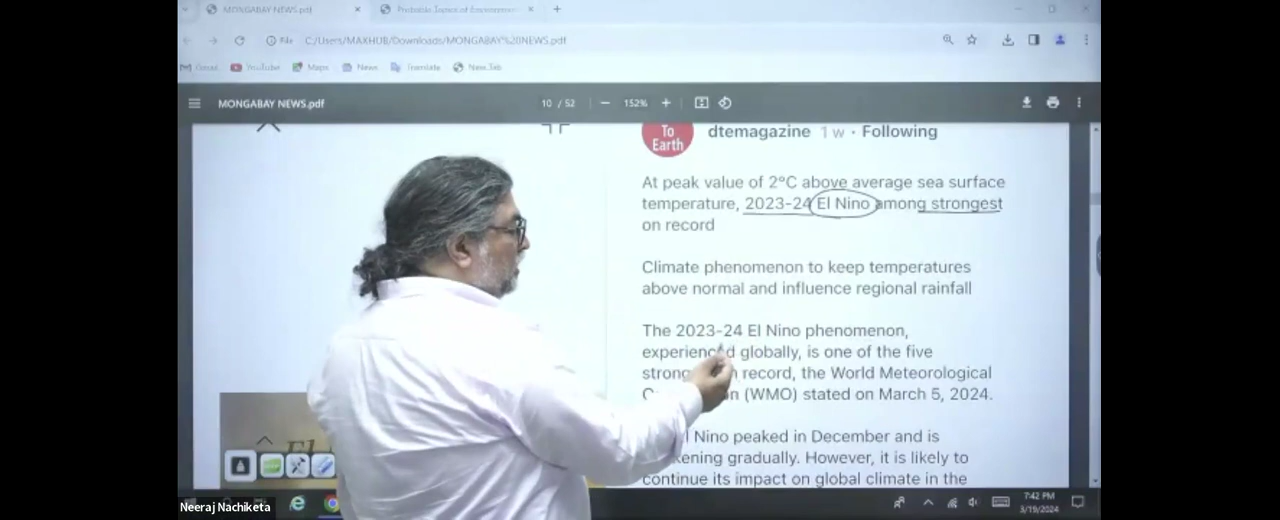 MONGABAY NEWS.pdf
Probable Topics of Environmen
File C:/Users/MAXHUB/Downloads/MONGABAY%20NEWS.pdf
Gmail YouTube Maps News Translate New Tab
MONGABAY NEWS.pdf 10 / 52 152%
To
Earth
dtemagazine 1 w • Following
At peak value of 2°C above average sea surface
temperature, 2023-24 El Nino among strongest
on record
Climate phenomenon to keep temperatures
above normal and influence regional rainfall
The 2023-24 El Nino phenomenon,
experienced globally, is one of the five
strong record, the World Meteorological
n (WMO) stated on March 5, 2024.
l Nino peaked in December and is
kening gradually. However, it is likely to
continue its impact on global climate in the
El
Neeraj Nachiketa
7:42 PM
3/19/2024